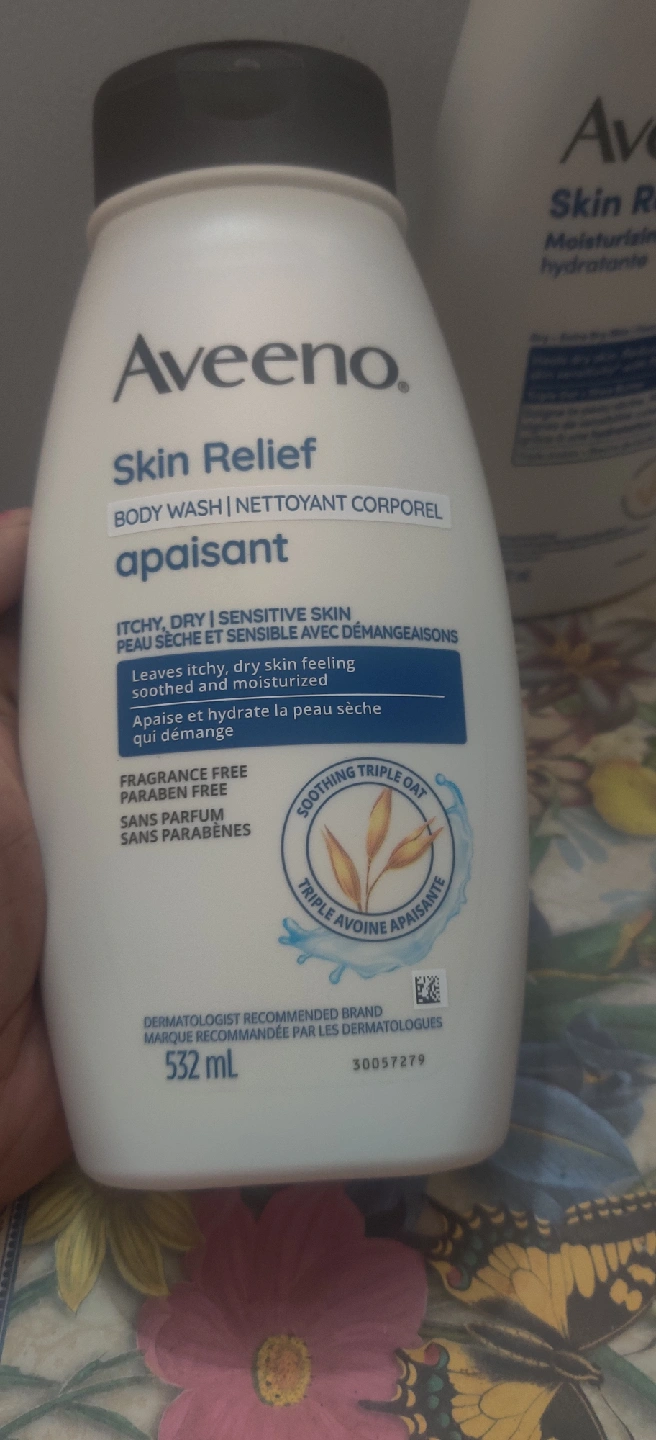 Aveeno®
Skin Relief
BODY WASH | NETTOYANT CORPOREL
apaisant
ITCHY, DRY | SENSITIVE SKIN
PEAU SÈCHE ET SENSIBLE AVEC DÉMANGEAISONS
Leaves itchy, dry skin feeling
soothed and moisturized
Apaise et hydrate la peau sèche
qui démange
FRAGRANCE FREE
PARABEN FREE
SANS PARFUM
SANS PARABÈNES
SOOTHING TRIPLE OAT
TRIPLE AVOINE APAISANTE
DERMATOLOGIST RECOMMENDED BRAND
MARQUE RECOMMANDÉE PAR LES DERMATOLOGUES
532 mL
30057279
Ave
Skin R
Moisturizin
hydratante